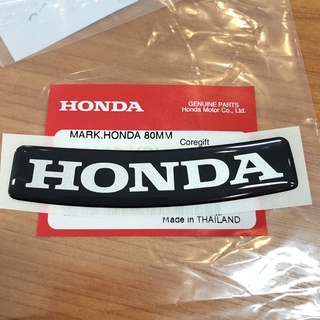 HONDA
GENUINE PARTS
Honda Motor Co., Ltd.
MARK.HONDA 80MM
Coregift
HONDA
Made in THAILAND